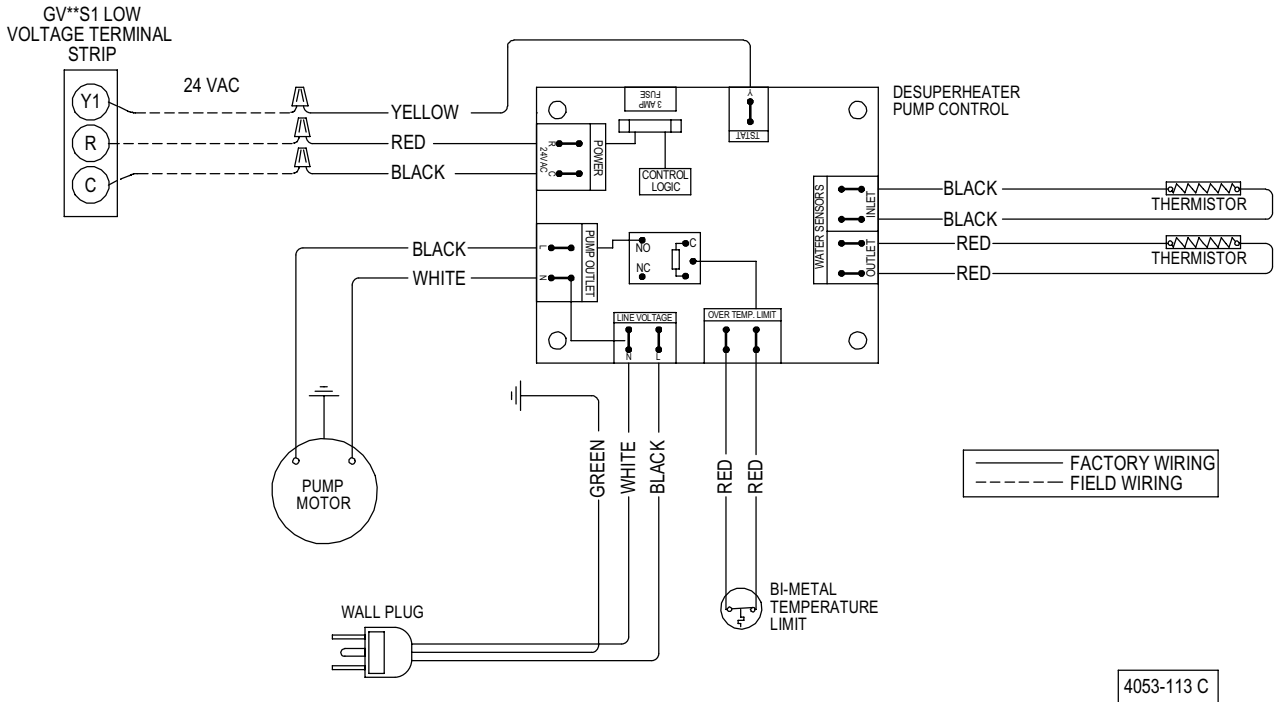 GV**S1 LOW
VOLTAGE TERMINAL
STRIP
Y1
R
C
24 VAC
YELLOW
RED
BLACK
3 AMP
FUSE
Y
TSTAT
DESUPERHEATER
PUMP CONTROL
R
24VAC
C
POWER
CONTROL
LOGIC
WATER SENSORS
INLET
OUTLET
BLACK
BLACK
THERMISTOR
RED
RED
THERMISTOR
BLACK
WHITE
L
N
PUMP OUTLET
NO
C
NC
LINE VOLTAGE
N
L
OVER TEMP. LIMIT
GREEN
WHITE
BLACK
RED
RED
PUMP
MOTOR
FACTORY WIRING
FIELD WIRING
WALL PLUG
BI-METAL
TEMPERATURE
LIMIT
4053-113 C